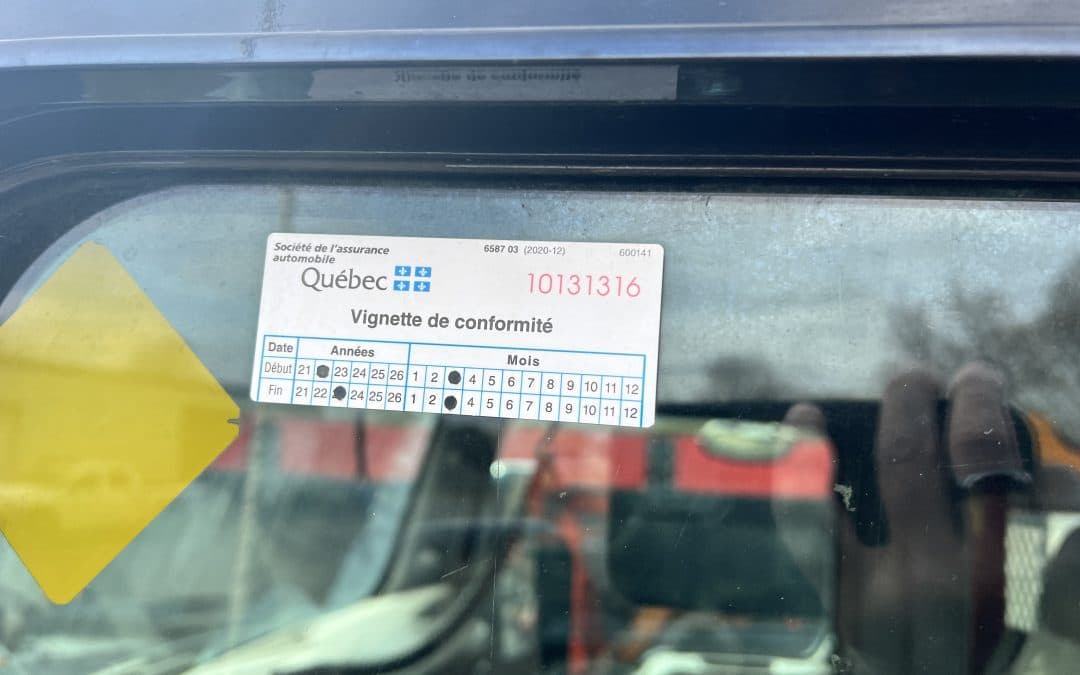 Société de l'assurance
automobile
6587 03 (2020-12)
600141
Québec
10131316
Vignette de conformité
Date Années Mois
Début 21 23 24 25 26 1 2 4 5 6 7 8 9 10 11 12
Fin 21 22 24 25 26 1 2 4 5 6 7 8 9 10 11 12